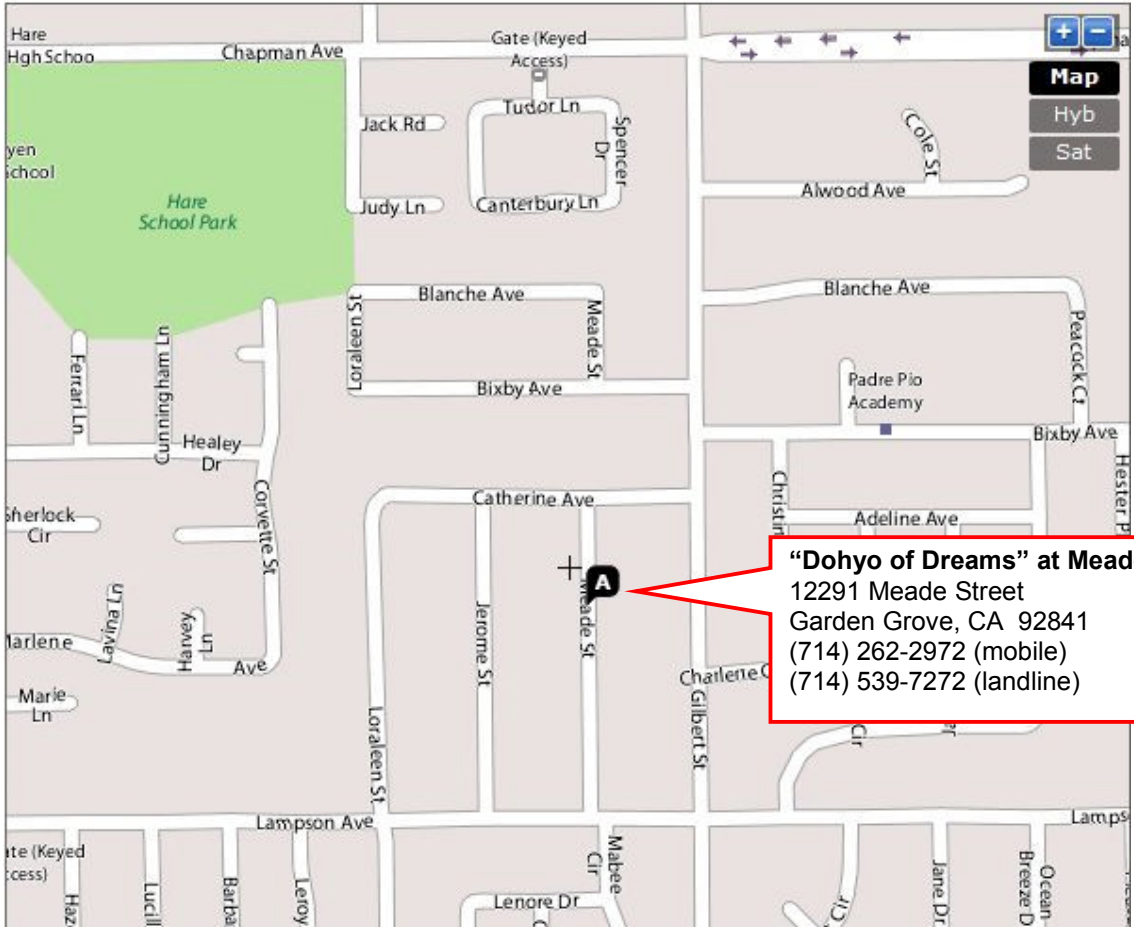 Hare
Hgh Schoo
Chapman Ave
Gate (Keyed
Access)
+
−
Map
Hyb
Sat
Tudor Ln
Spencer
Dr
Jack Rd
Cole St
yen
School
Judy Ln
Canterbury Ln
Alwood Ave
Hare
School Park
Blanche Ave
Blanche Ave
Loraleen St
Meade St
Peacock Ct
Ferrari Ln
Cunningham Ln
Bixby Ave
Padre Pio
Academy
Healey
Dr
Bixby Ave
Corvette St
Catherine Ave
Christin
Hester P
Sherlock
Cir
Adeline Ave
A
Meade St
Jerome St
“Dohyo of Dreams” at Mead
12291 Meade Street
Garden Grove, CA 92841
(714) 262-2972 (mobile)
(714) 539-7272 (landline)
Lavina Ln
Harvey
Ln
Marlene
Ave
Charlene C
Marie
Ln
Loraleen St
Gilbert St
Cir
Lampson Ave
Lamps
ate (Keyed
ccess)
Haze
Lucill
Barba
Leroy
Mabee
Cir
Lenore Dr
C
Cir
Jane Dr
Breeze D
Ocean